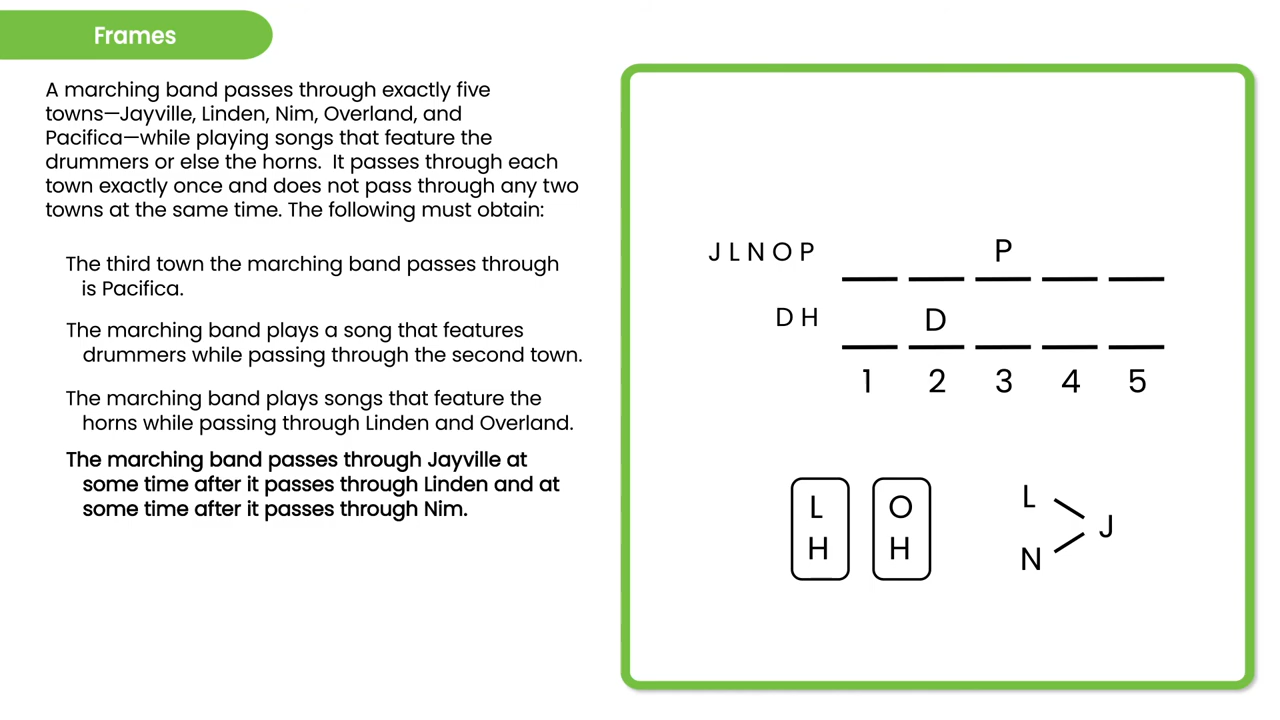 Frames
A marching band passes through exactly five
towns—Jayville, Linden, Nim, Overland, and
Pacifica—while playing songs that feature the
drummers or else the horns.  It passes through each
town exactly once and does not pass through any two
towns at the same time. The following must obtain:
The third town the marching band passes through
is Pacifica.
The marching band plays a song that features
drummers while passing through the second town.
The marching band plays songs that feature the
horns while passing through Linden and Overland.
The marching band passes through Jayville at
some time after it passes through Linden and at
some time after it passes through Nim.
J L N O P
P
D H
D
1 2 3 4 5
L O
H H
L
J
N